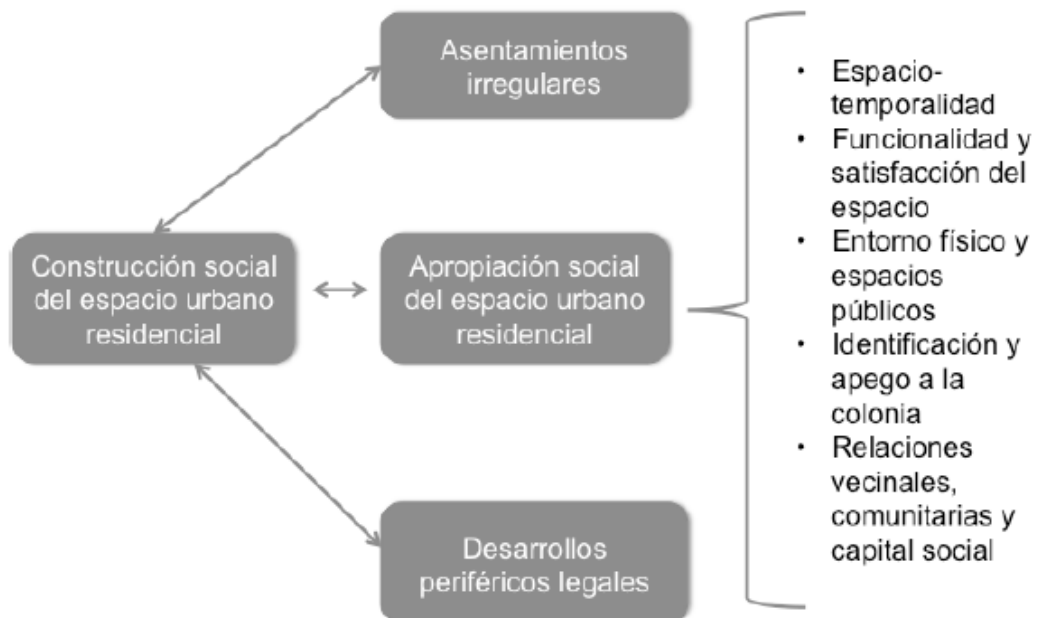 Asentamientos
irregulares
Construcción social
del espacio urbano
residencial
Apropiación social
del espacio urbano
residencial
Desarrollos
periféricos legales
• Espacio-
temporalidad
• Funcionalidad y
satisfacción del
espacio
• Entorno físico y
espacios
públicos
• Identificación y
apego a la
colonia
• Relaciones
vecinales,
comunitarias y
capital social